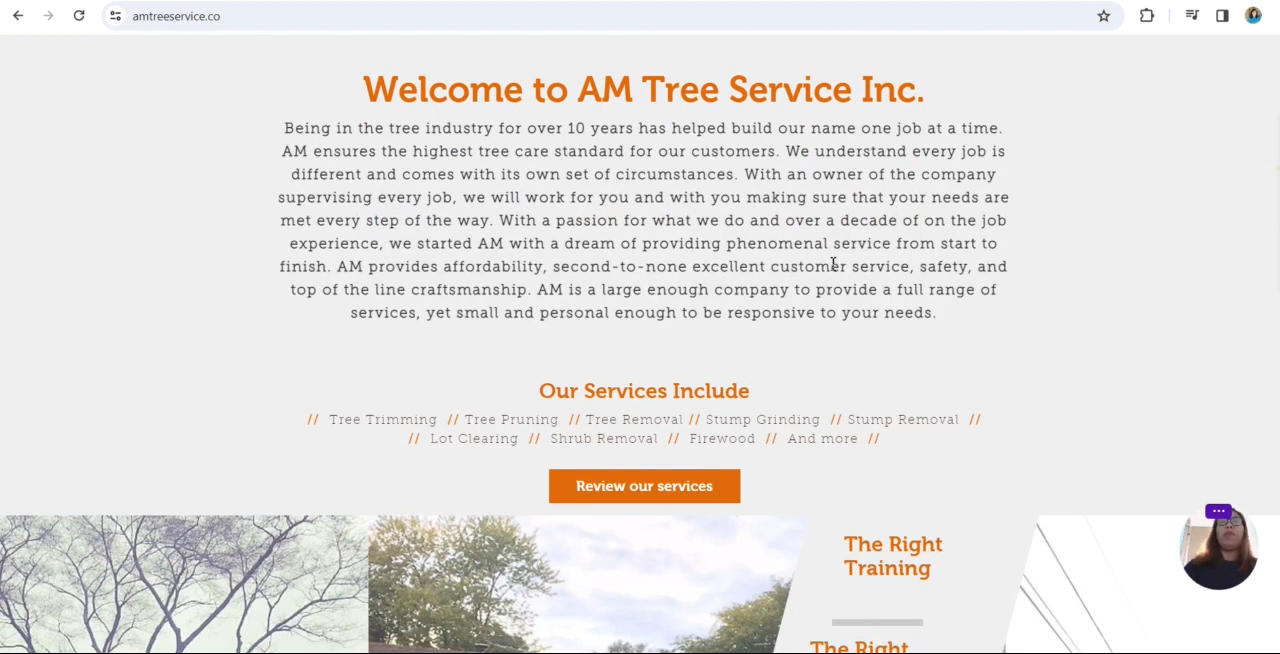 amtreeservice.co
Welcome to AM Tree Service Inc.
Being in the tree industry for over 10 years has helped build our name one job at a time.
AM ensures the highest tree care standard for our customers. We understand every job is
different and comes with its own set of circumstances. With an owner of the company
supervising every job, we will work for you and with you making sure that your needs are
met every step of the way. With a passion for what we do and over a decade of on the job
experience, we started AM with a dream of providing phenomenal service from start to
finish. AM provides affordability, second-to-none excellent customer service, safety, and
top of the line craftsmanship. AM is a large enough company to provide a full range of
services, yet small and personal enough to be responsive to your needs.
Our Services Include
// Tree Trimming // Tree Pruning // Tree Removal // Stump Grinding // Stump Removal //
// Lot Clearing // Shrub Removal // Firewood // And more //
Review our services
The Right
Training
The Right